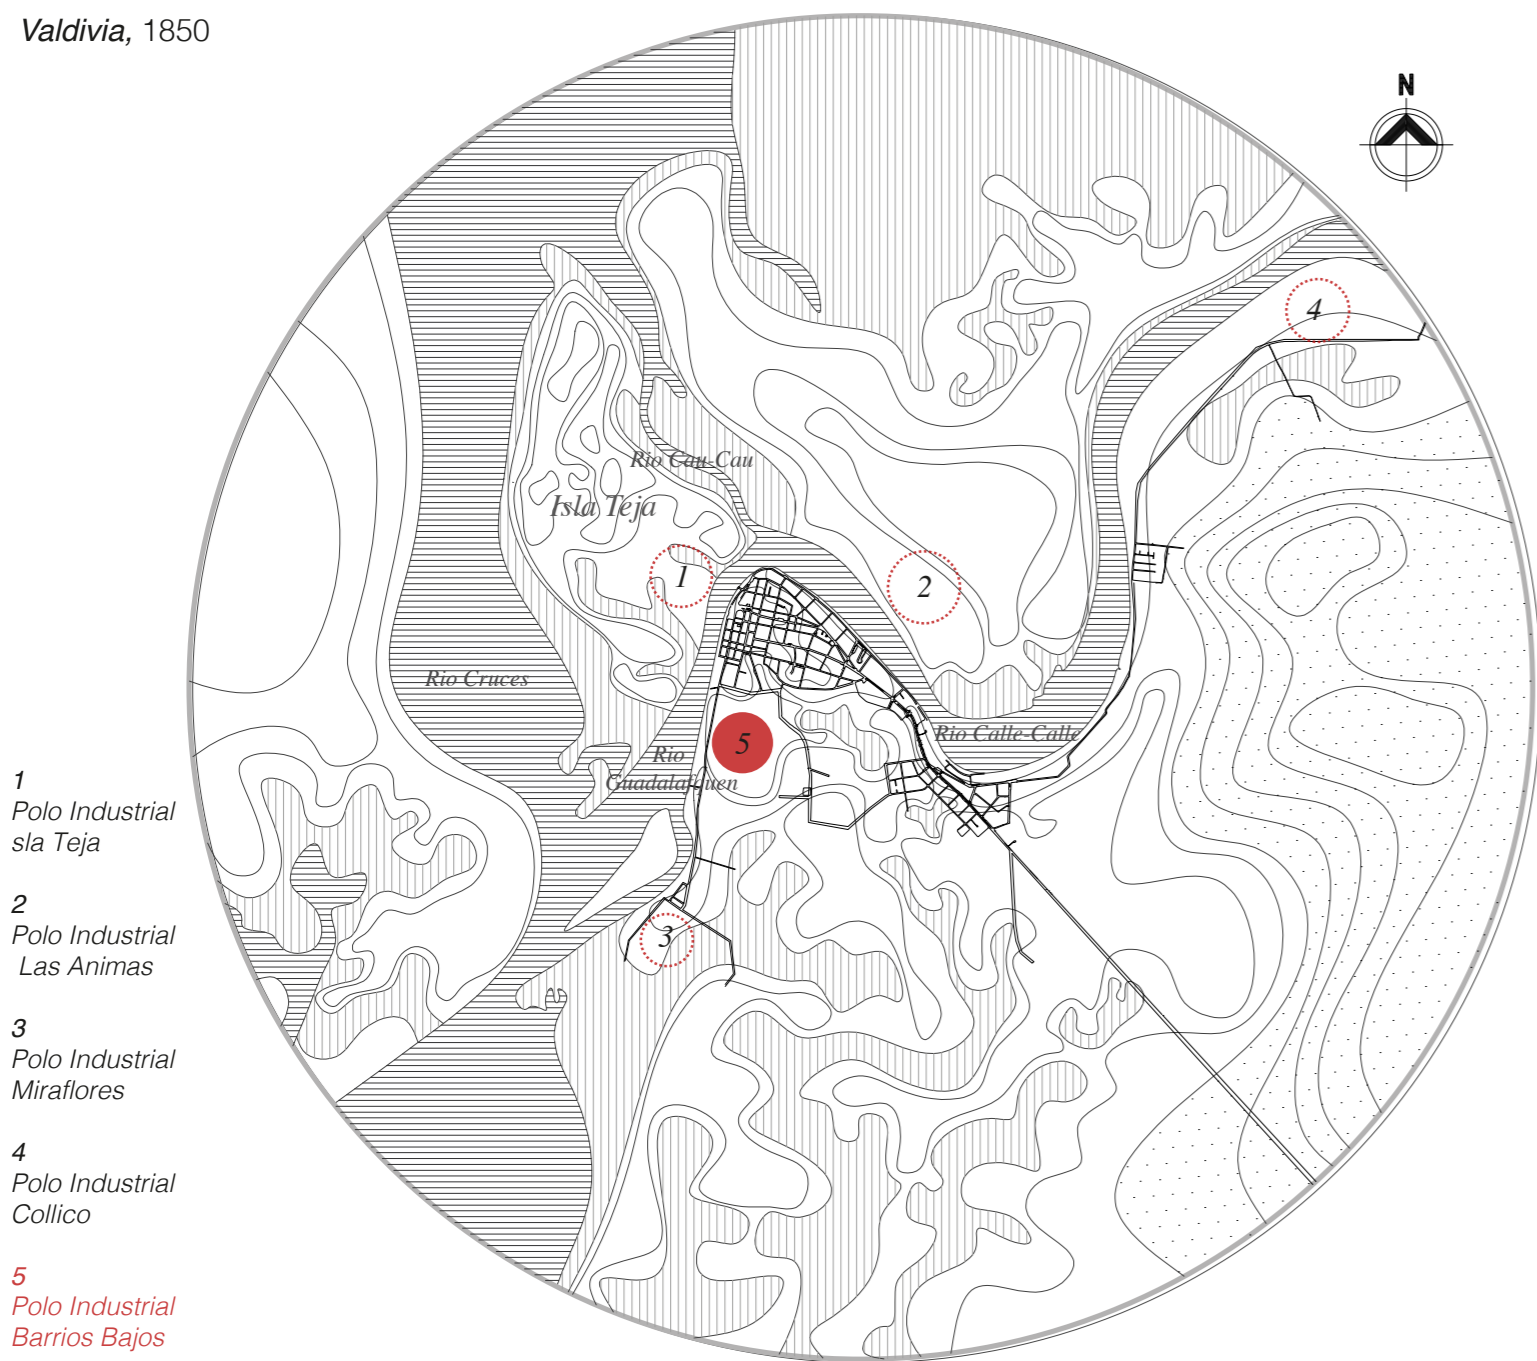 Valdivia, 1850
N
4
Rio Cau-Cau
Isla Teja
1
2
Rio Cruces
5
Rio
Guadalafquen
Rio Calle-Calle
3
1
Polo Industrial
sla Teja
2
Polo Industrial
Las Animas
3
Polo Industrial
Miraflores
4
Polo Industrial
Collico
5
Polo Industrial
Barrios Bajos